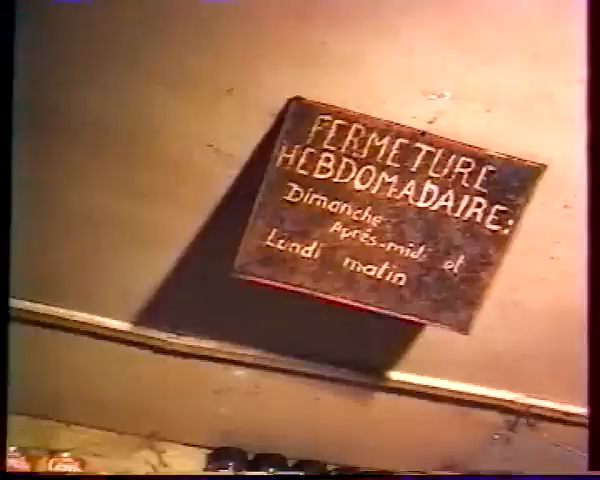 FERMETURE
HEBDOMADAIRE:
Dimanche
Après-midi et
Lundi matin